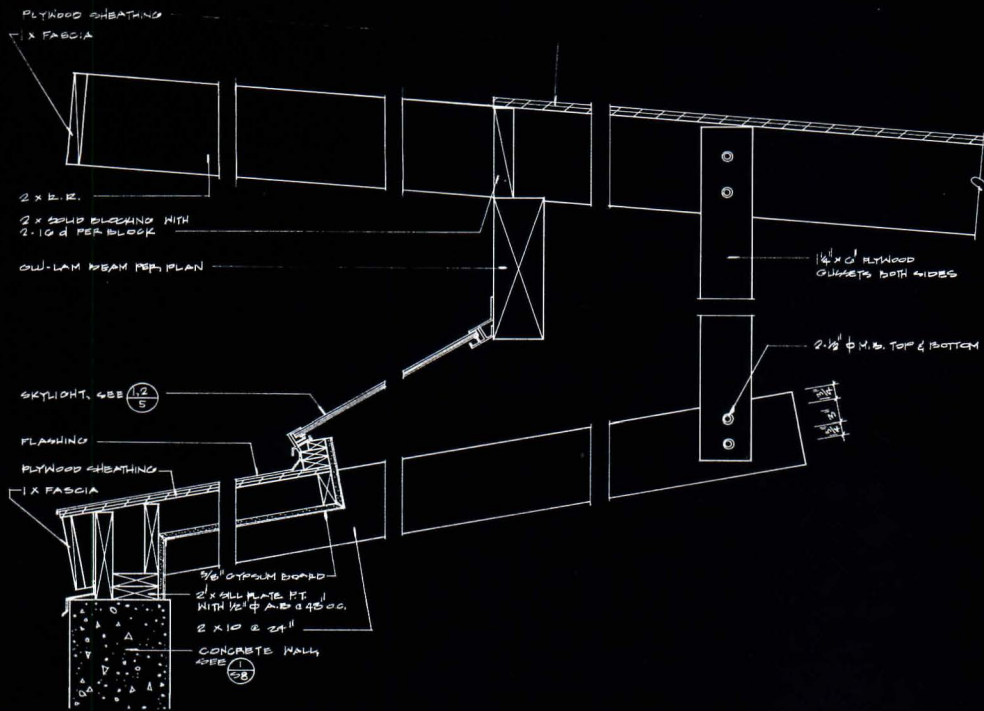 PLYWOOD SHEATHING
1 X FASCIA
2 X R.R.
2 X SOLID BLOCKING WITH
2-16 d PER BLOCK
GLU-LAM BEAM PER PLAN
1¼" X 6" PLYWOOD
GUSSETS BOTH SIDES
2-½" φ M.B. TOP & BOTTOM
SKYLIGHT, SEE 1,2
5
3"
FLASHING
PLYWOOD SHEATHING
1 X FASCIA
5/8" GYPSUM BOARD
2 X SILL PLATE P.T.
WITH ½" φ A.B @ 48 O.C.
2 X 10 @ 24"
CONCRETE WALL,
SEE 1
S8